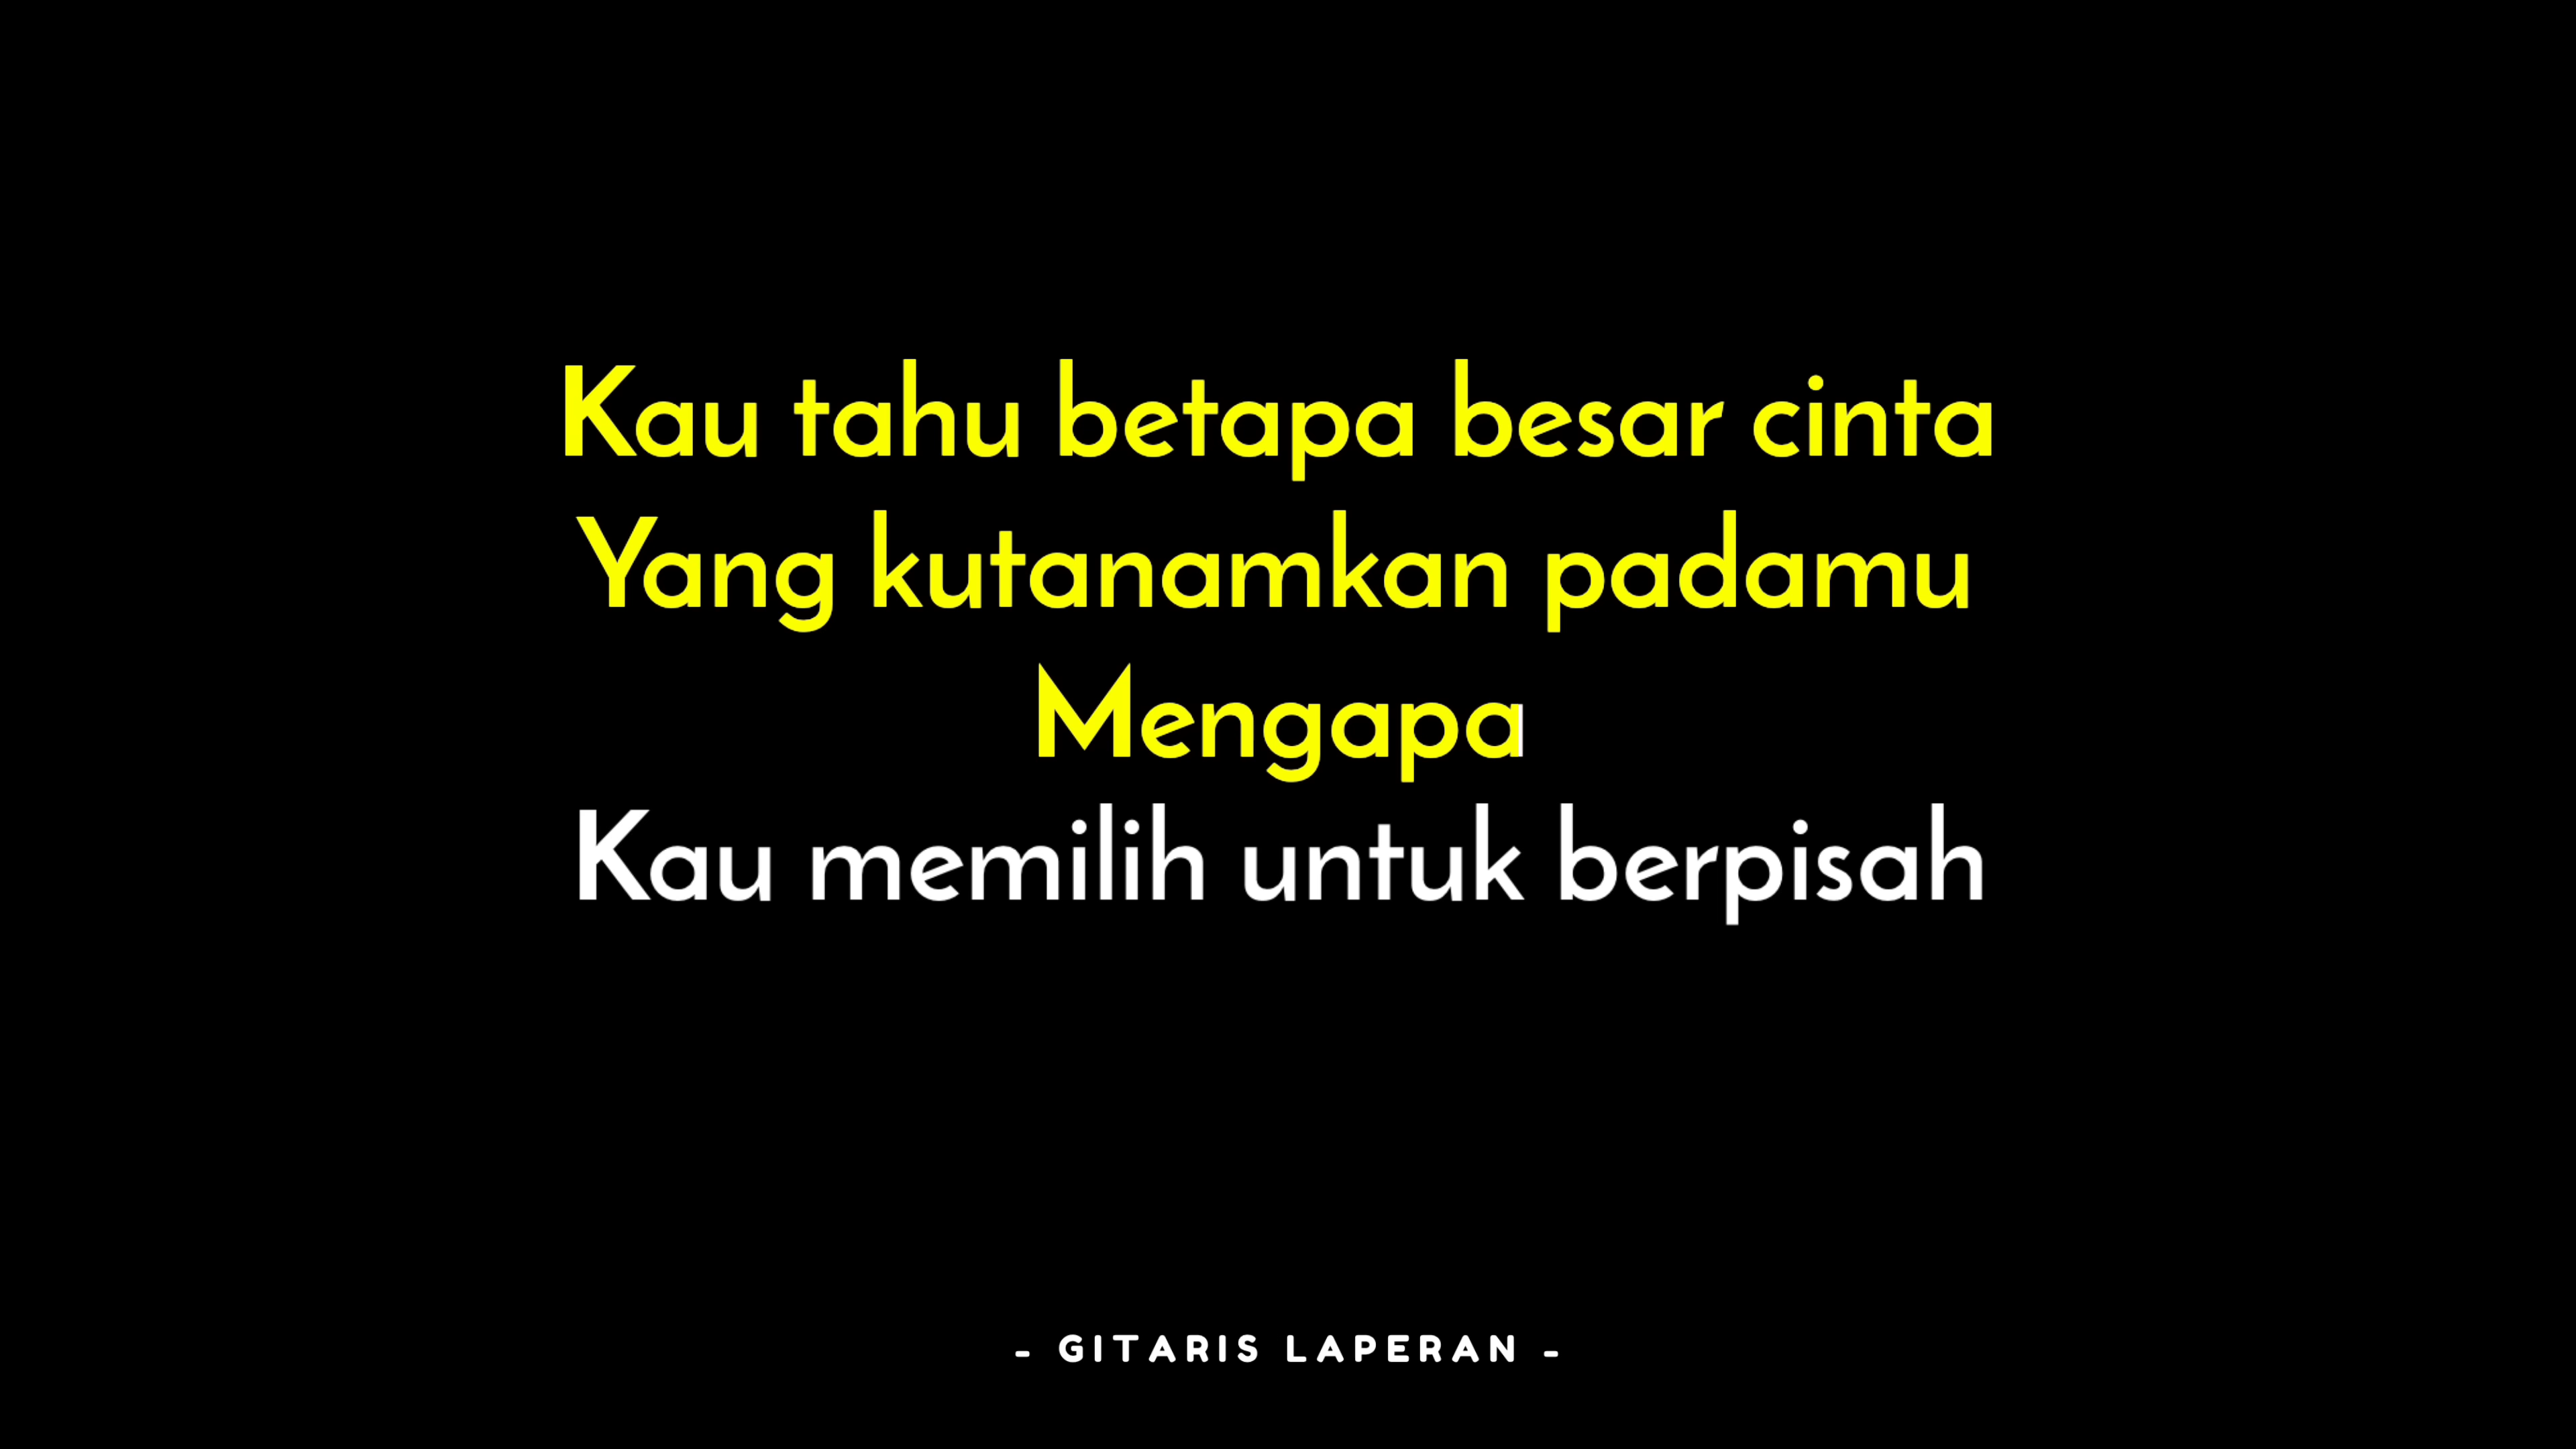 Kau tahu betapa besar cinta
Yang kutanamkan padamu
Mengapa
Kau memilih untuk berpisah
- GITARIS LAPERAN -